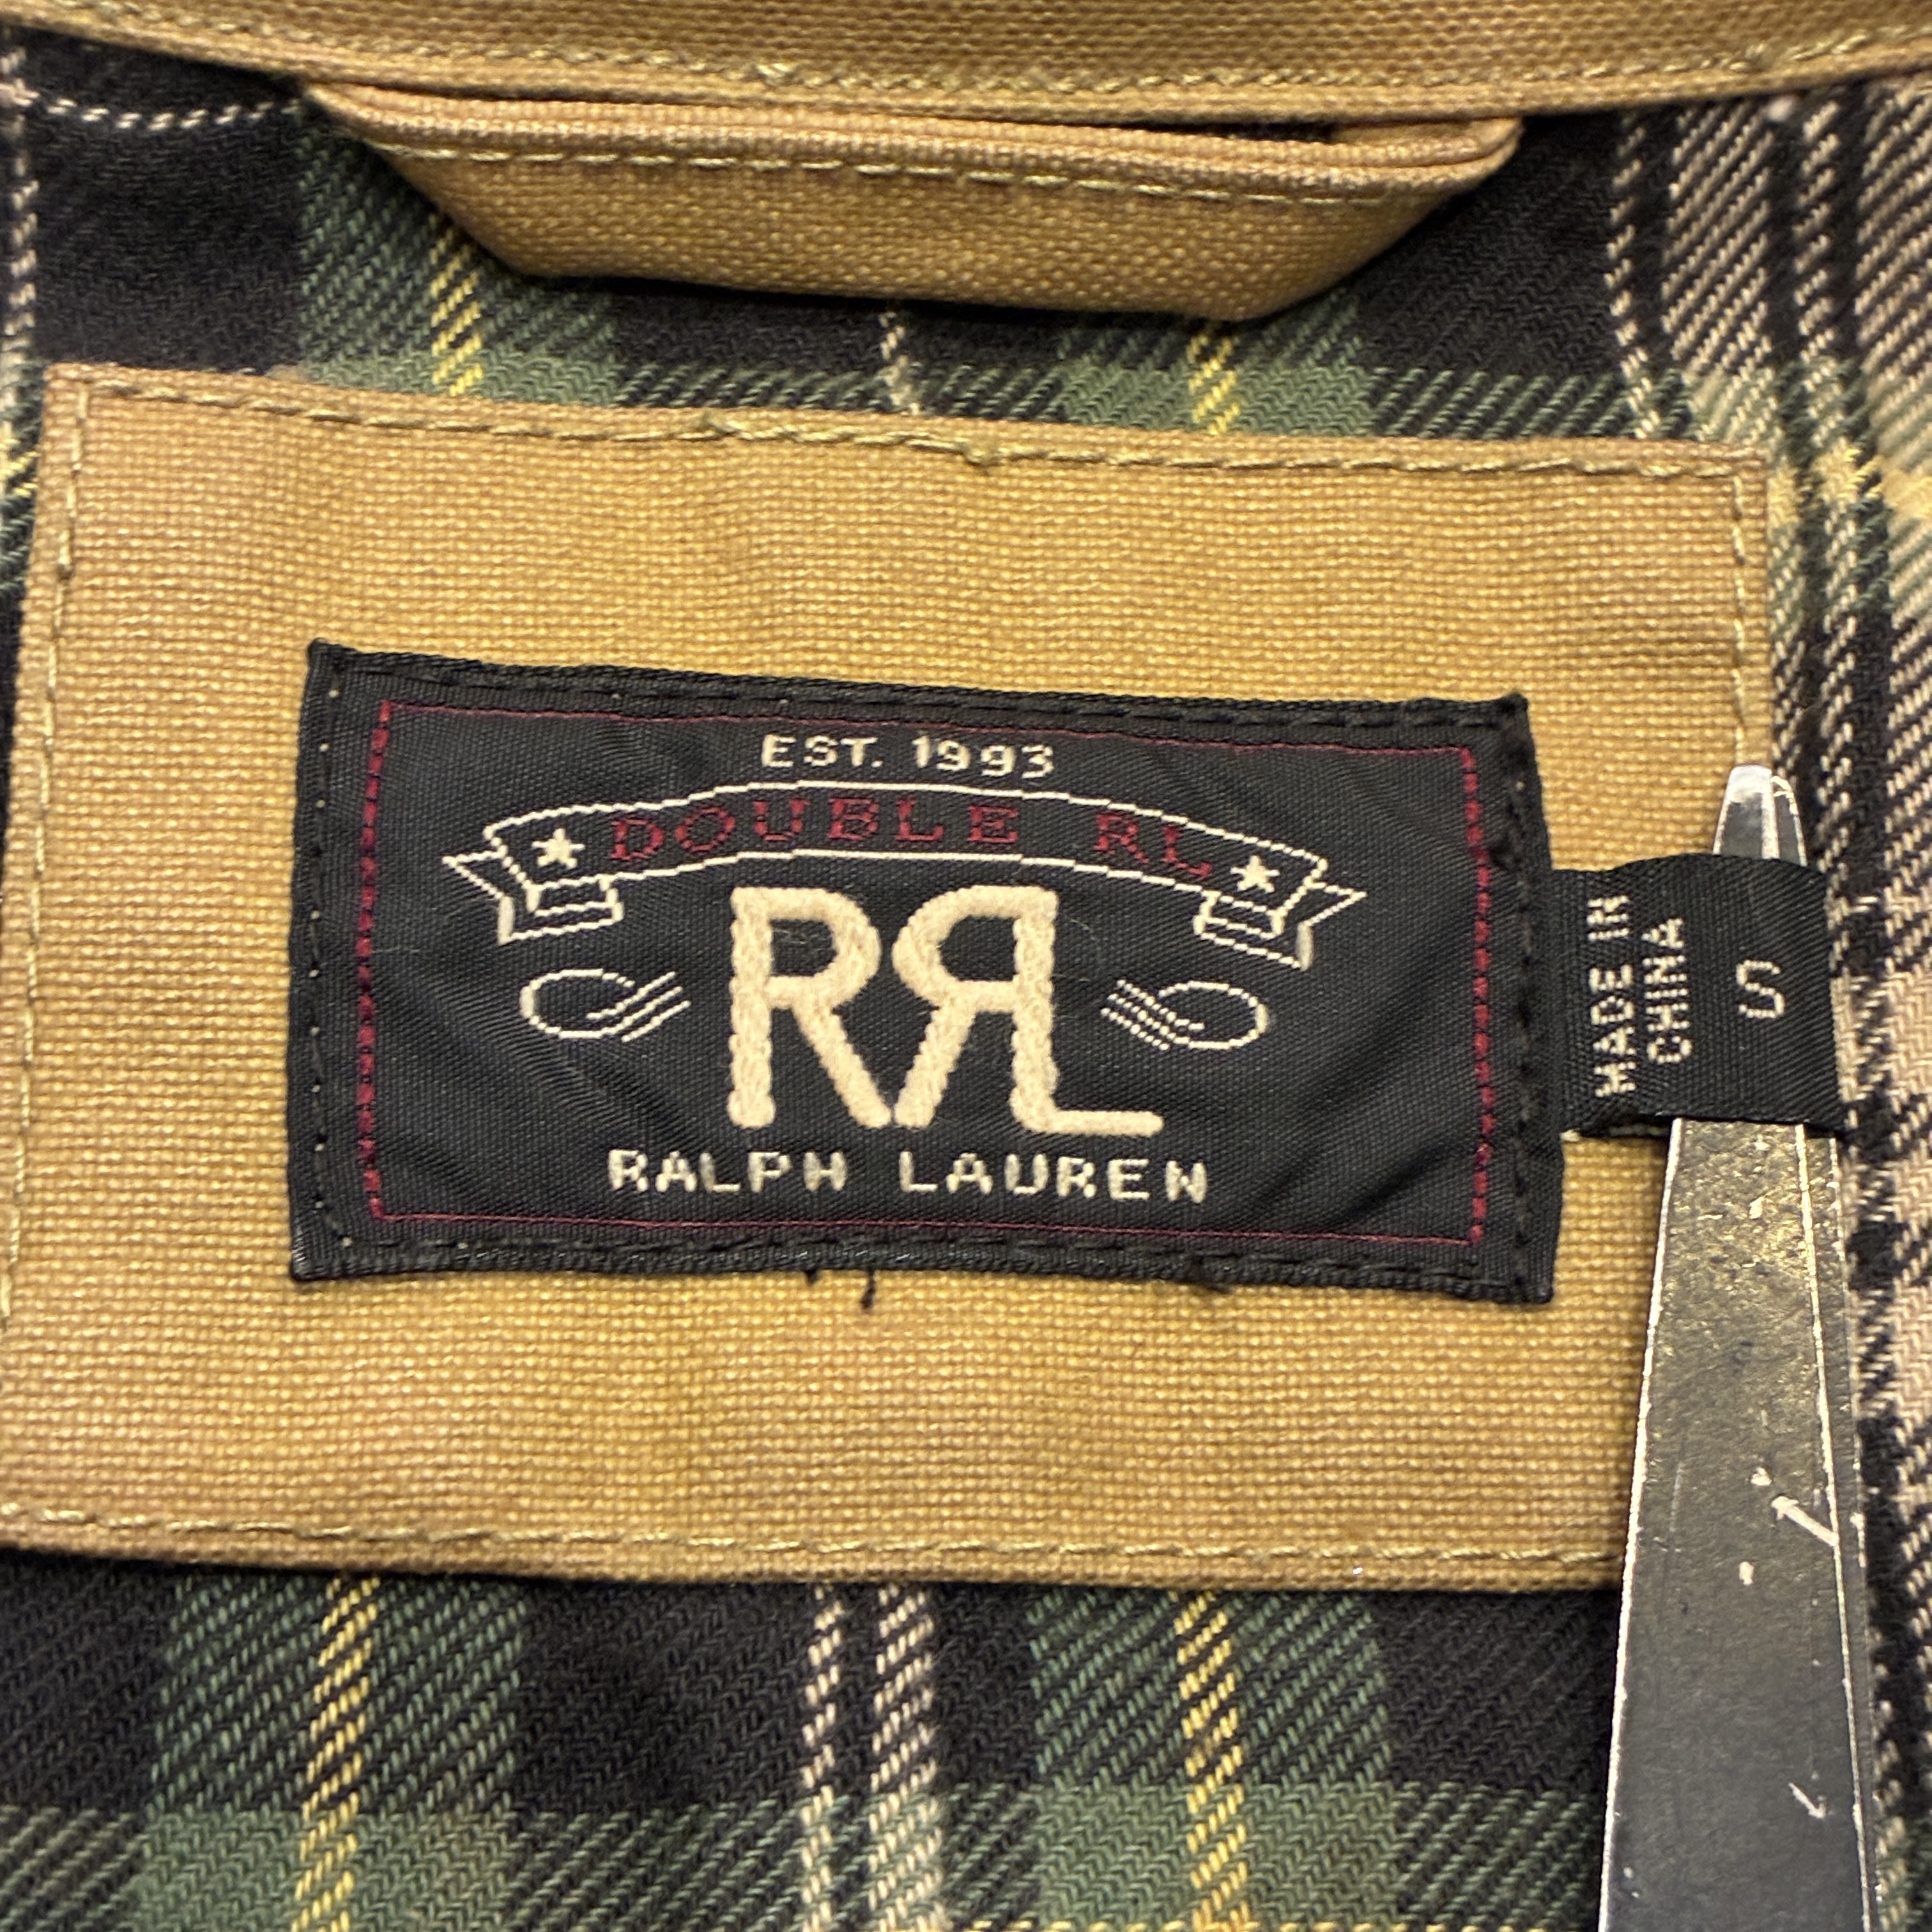 EST. 1993
DOUBLE RL
RRL
RALPH LAUREN
MADE IN
CHINA
S